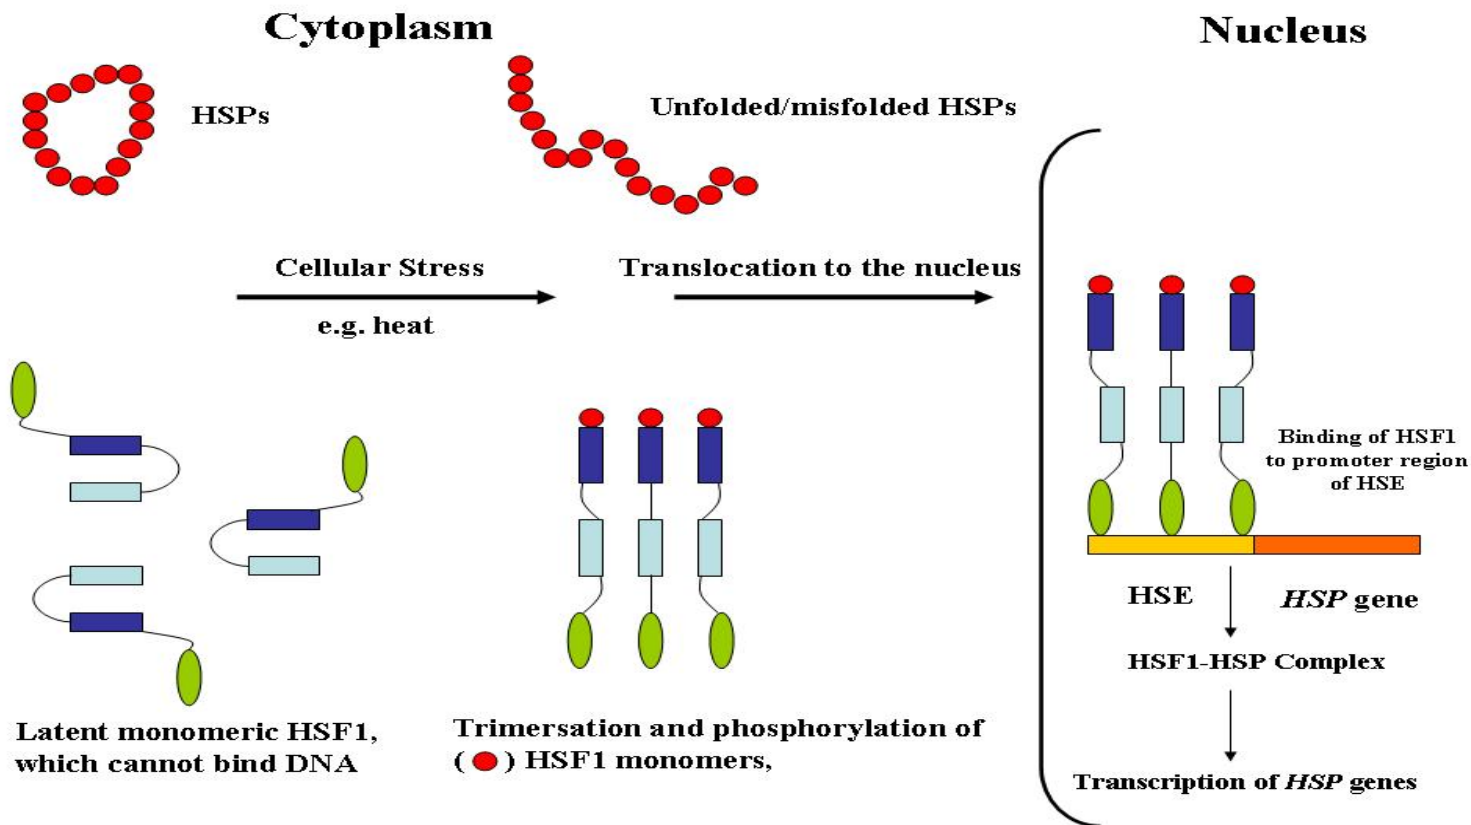 Cytoplasm
Nucleus
HSPs
Unfolded/misfolded HSPs
Cellular Stress
e.g. heat
Translocation to the nucleus
Binding of HSF1
to promoter region
of HSE
HSE
HSP gene
HSF1-HSP Complex
Transcription of HSP genes
Latent monomeric HSF1,
which cannot bind DNA
Trimersation and phosphorylation of
( ) HSF1 monomers,